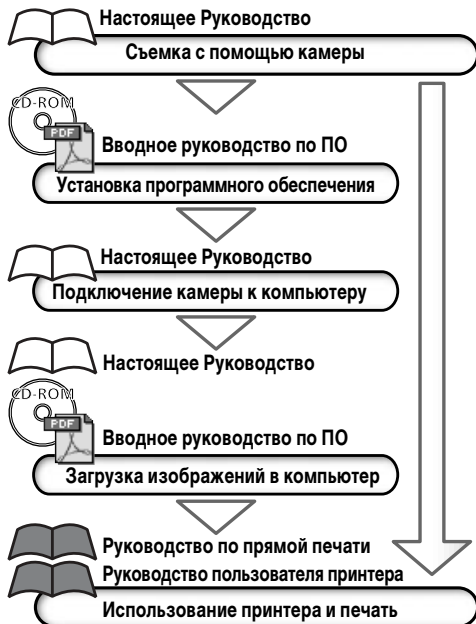 Настоящее Руководство
Съемка с помощью камеры
CD-ROM
PDF
Вводное руководство по ПО
Установка программного обеспечения
Настоящее Руководство
Подключение камеры к компьютеру
Настоящее Руководство
CD-ROM
PDF
Вводное руководство по ПО
Загрузка изображений в компьютер
Руководство по прямой печати
Руководство пользователя принтера
Использование принтера и печать